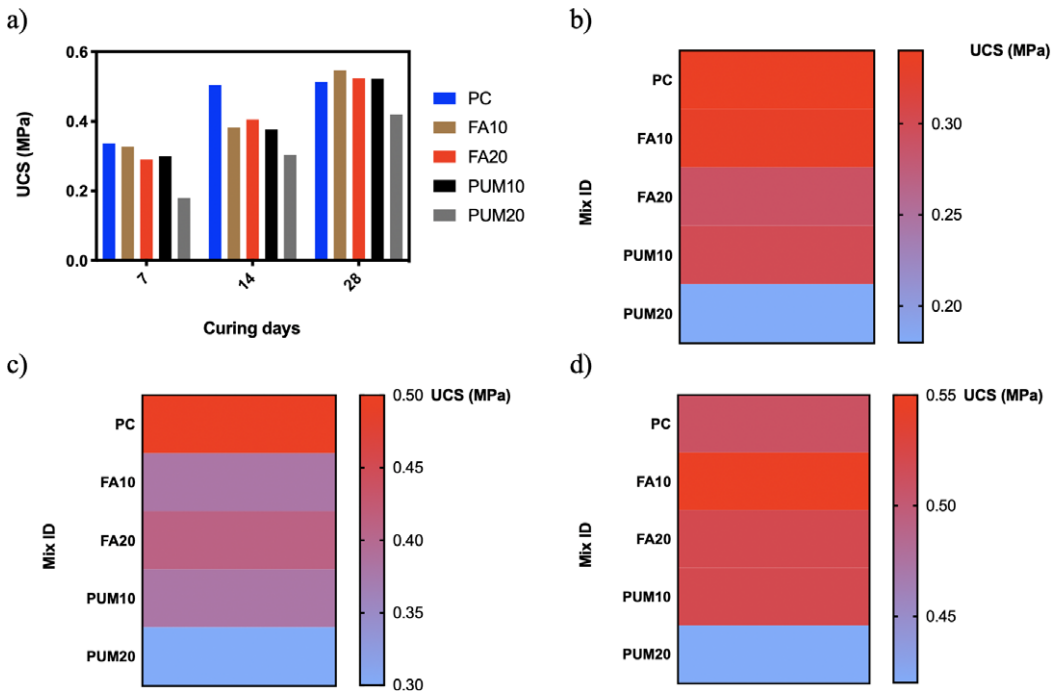 a)
UCS (MPa)
0.6
0.4
0.2
0.0
7
14
28
Curing days
PC
FA10
FA20
PUM10
PUM20
b)
UCS (MPa)
Mix ID
PC
FA10
FA20
PUM10
PUM20
0.30
0.25
0.20
c)
UCS (MPa)
Mix ID
PC
FA10
FA20
PUM10
PUM20
0.50
0.45
0.40
0.35
0.30
d)
UCS (MPa)
Mix ID
PC
FA10
FA20
PUM10
PUM20
0.55
0.50
0.45